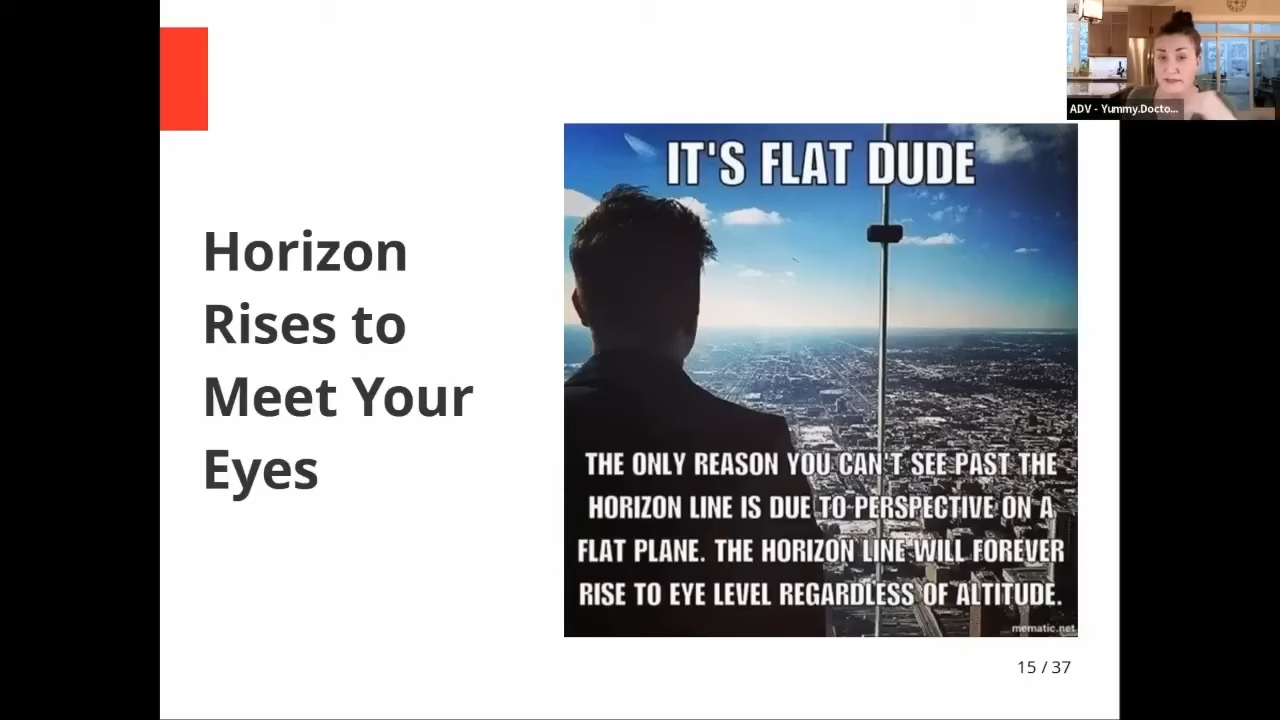 ADV - Yummy.Docto...
IT'S FLAT DUDE
Horizon
Rises to
Meet Your
Eyes
THE ONLY REASON YOU CAN'T SEE PAST THE
HORIZON LINE IS DUE TO PERSPECTIVE ON A
FLAT PLANE. THE HORIZON LINE WILL FOREVER
RISE TO EYE LEVEL REGARDLESS OF ALTITUDE.
mematic.net
15 / 37